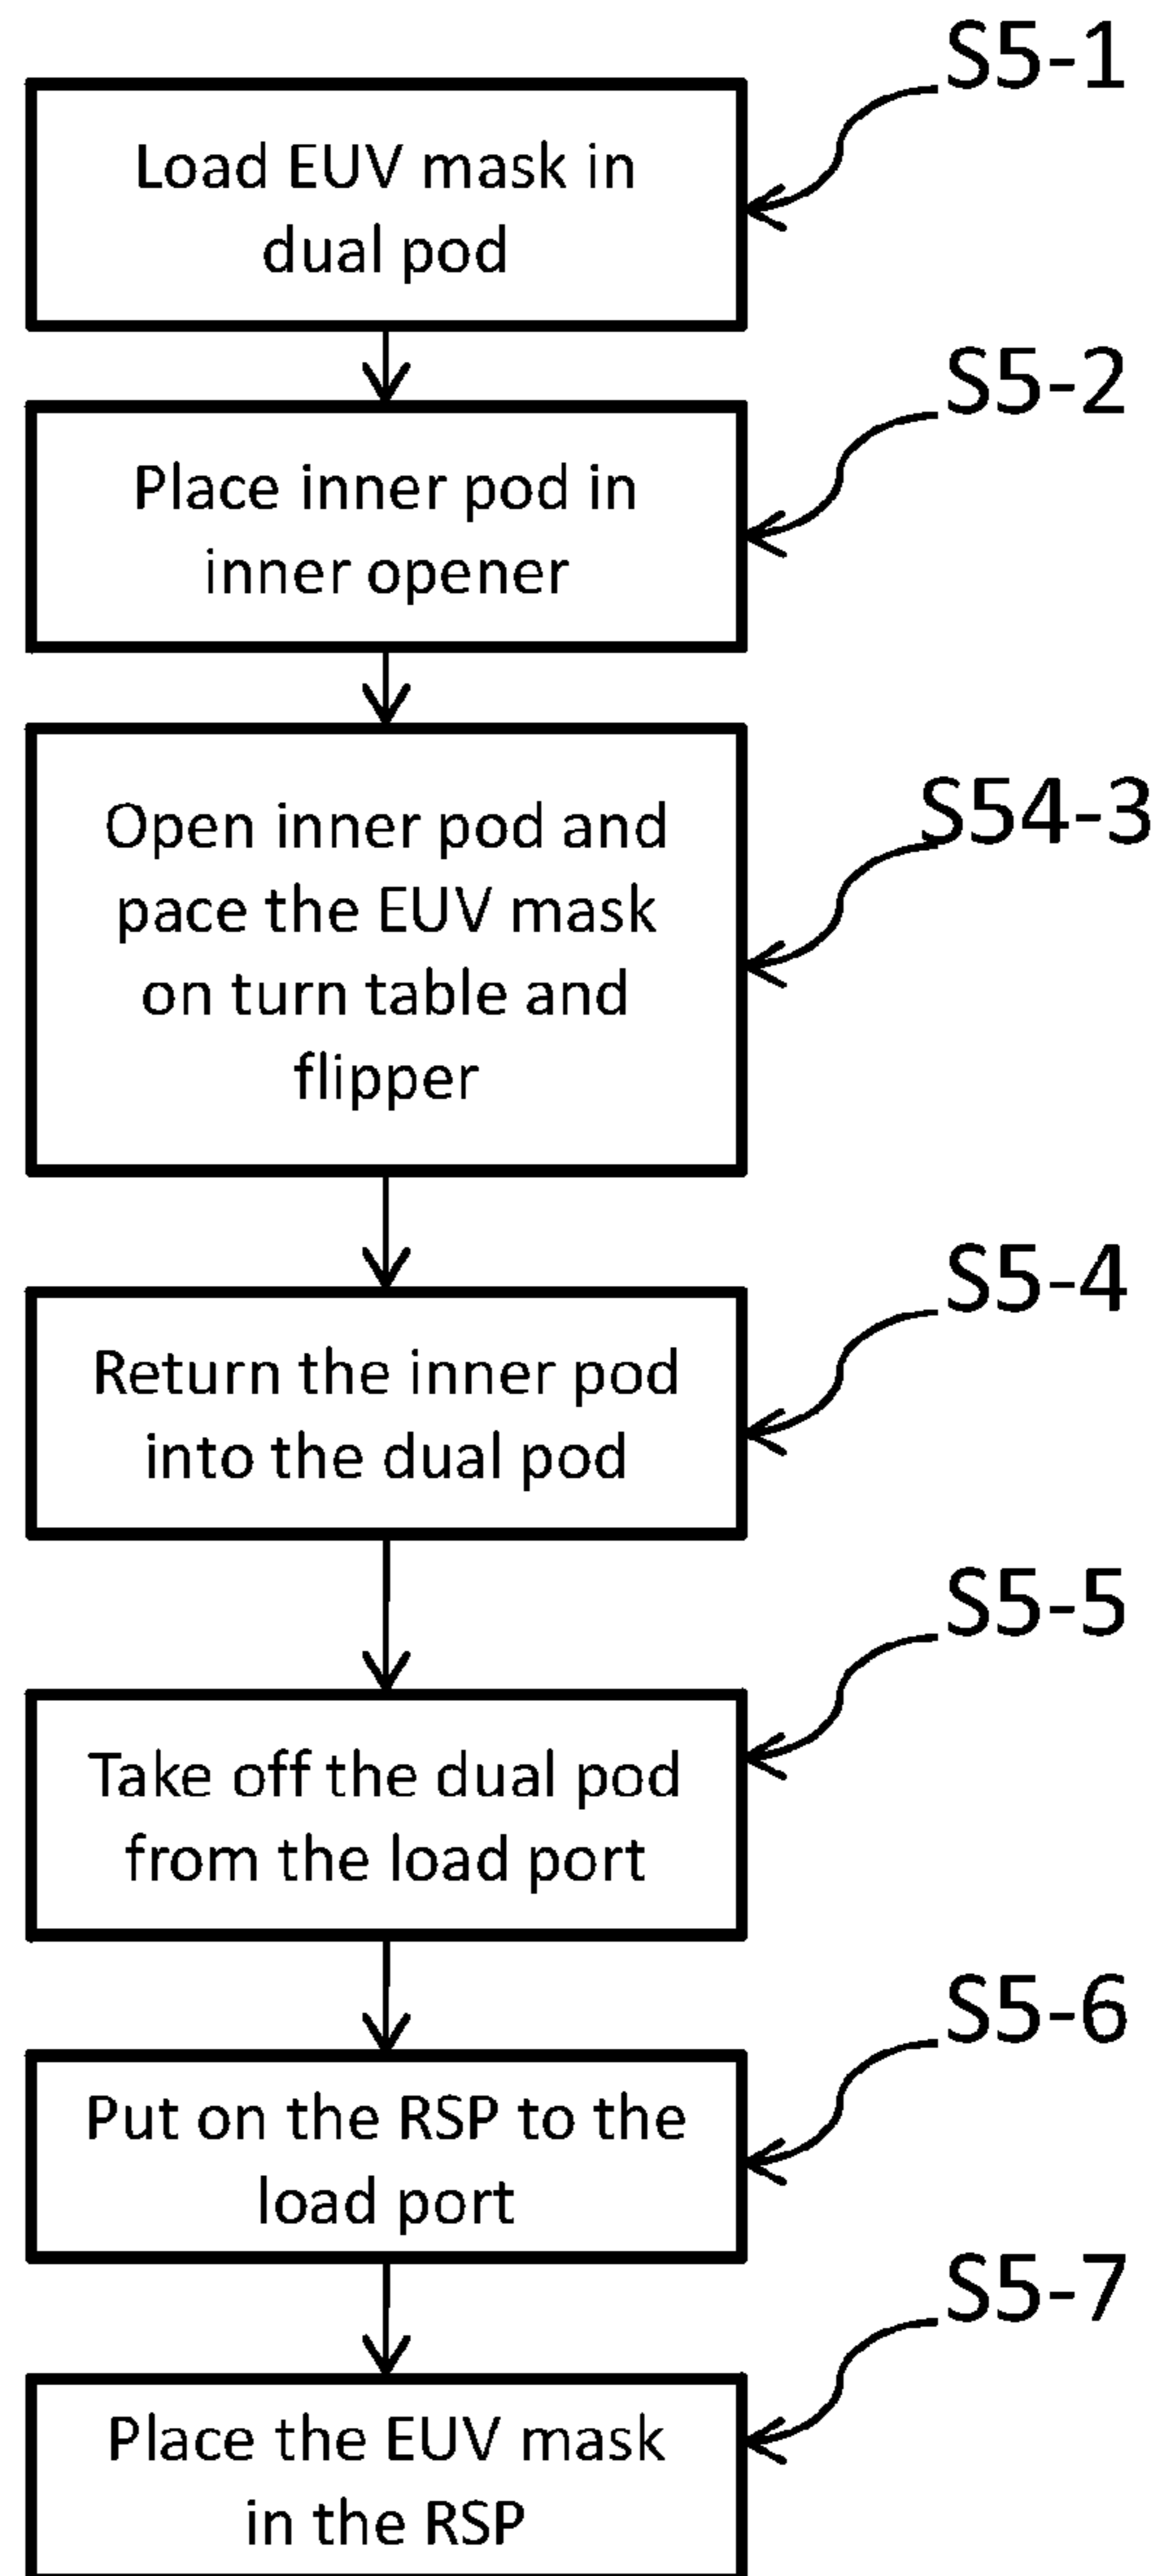 S5-1
Load EUV mask in
dual pod
S5-2
Place inner pod in
inner opener
S54-3
Open inner pod and
pace the EUV mask
on turn table and
flipper
S5-4
Return the inner pod
into the dual pod
S5-5
Take off the dual pod
from the load port
S5-6
Put on the RSP to the
load port
S5-7
Place the EUV mask
in the RSP